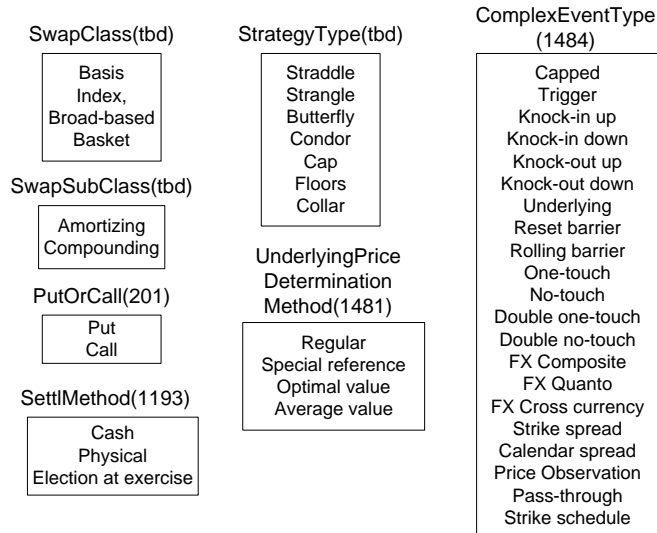 SwapClass(tbd)
Basis
Index,
Broad-based
Basket
SwapSubClass(tbd)
Amortizing
Compounding
PutOrCall(201)
Put
Call
SettlMethod(1193)
Cash
Physical
Election at exercise
StrategyType(tbd)
Straddle
Strangle
Butterfly
Condor
Cap
Floors
Collar
UnderlyingPrice
Determination
Method(1481)
Regular
Special reference
Optimal value
Average value
ComplexEventType
(1484)
Capped
Trigger
Knock-in up
Knock-in down
Knock-out up
Knock-out down
Underlying
Reset barrier
Rolling barrier
One-touch
No-touch
Double one-touch
Double no-touch
FX Composite
FX Quanto
FX Cross currency
Strike spread
Calendar spread
Price Observation
Pass-through
Strike schedule